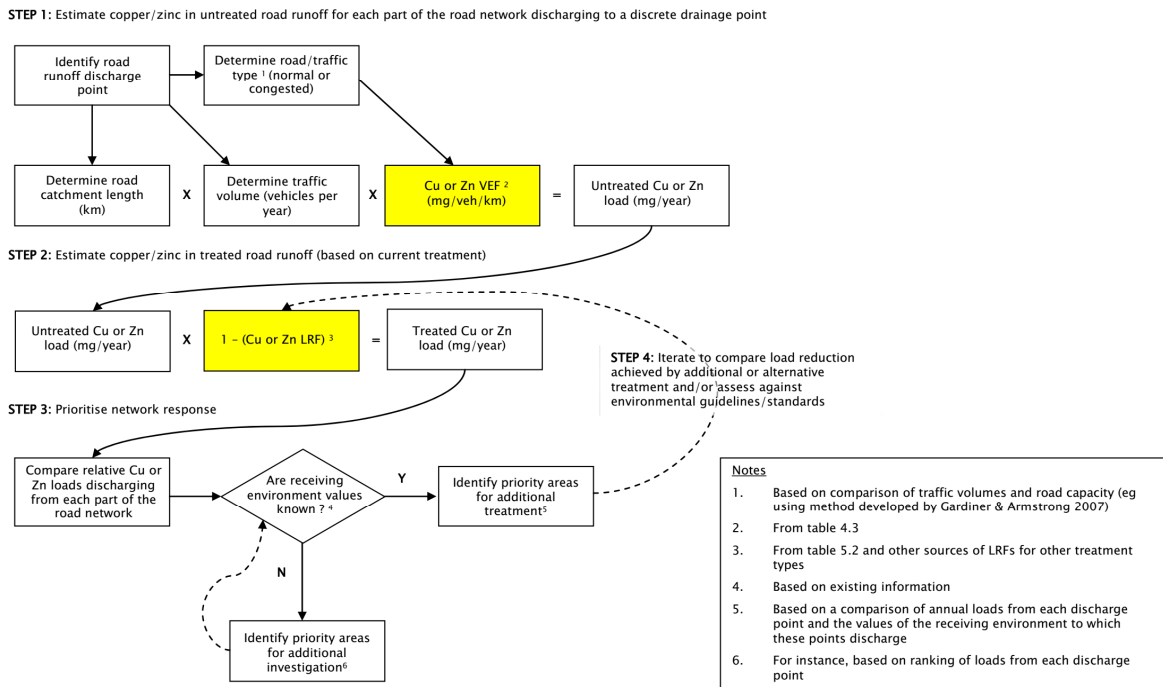 STEP 1: Estimate copper/zinc in untreated road runoff for each part of the road network discharging to a discrete drainage point
Identify road
runoff discharge
point
Determine road/traffic
type ¹ (normal or
congested)
Determine road
catchment length
(km)
X
Determine traffic
volume (vehicles per
year)
X
Cu or Zn VEF ²
(mg/veh/km)
=
Untreated Cu or Zn
load (mg/year)
STEP 2: Estimate copper/zinc in treated road runoff (based on current treatment)
Untreated Cu or Zn
load (mg/year)
X
1 – (Cu or Zn LRF) ³
=
Treated Cu or Zn
load (mg/year)
STEP 4: Iterate to compare load reduction
achieved by additional or alternative
treatment and/or assess against
environmental guidelines/standards
STEP 3: Prioritise network response
Compare relative Cu or
Zn loads discharging
from each part of the
road network
Are receiving
environment values
known ? ⁴
Y
Identify priority areas
for additional
treatment⁵
N
Identify priority areas
for additional
investigation⁶
Notes
1. Based on comparison of traffic volumes and road capacity (eg
using method developed by Gardiner & Armstrong 2007)
2. From table 4.3
3. From table 5.2 and other sources of LRFs for other treatment
types
4. Based on existing information
5. Based on a comparison of annual loads from each discharge
point and the values of the receiving environment to which
these points discharge
6. For instance, based on ranking of loads from each discharge
point